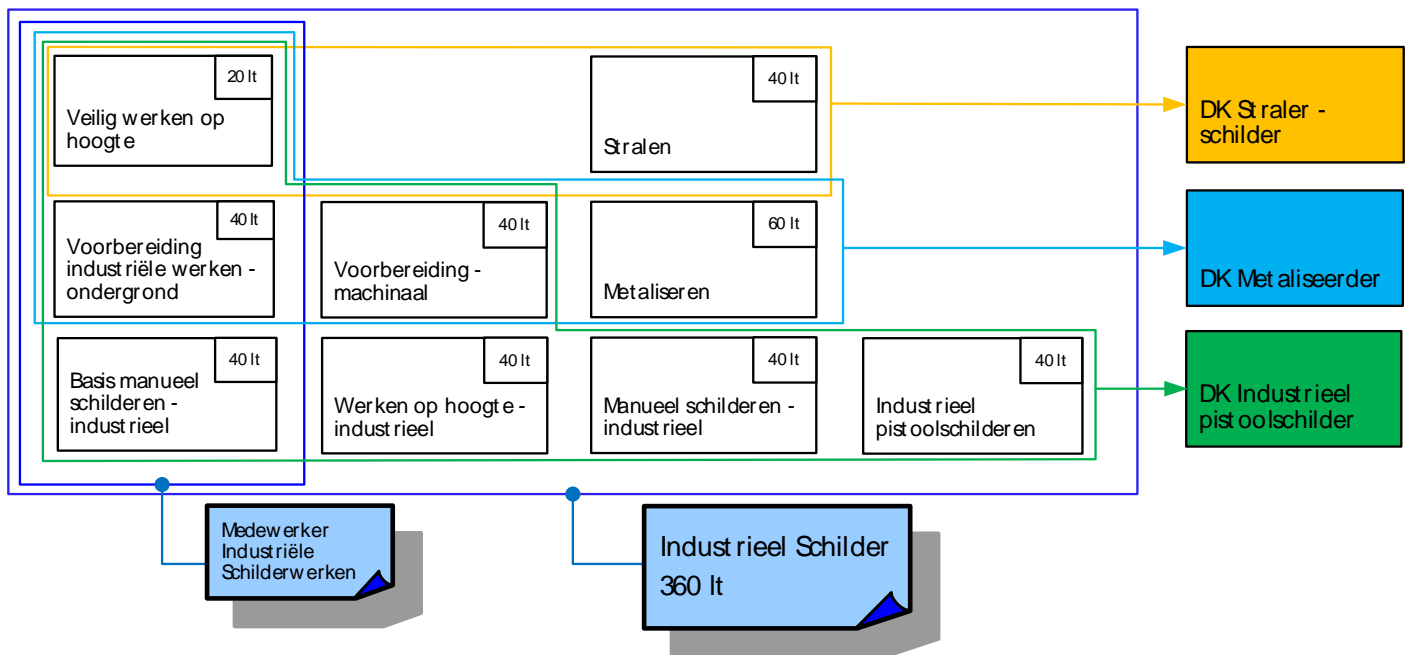 20 lt
Veilig werken op
hoogte
40 lt
Stralen
DK Straler -
schilder
40 lt
Voorbereiding
industriële werken -
ondergrond
40 lt
Voorbereiding -
machinaal
60 lt
Metaliseren
DK Metaliseerder
40 lt
Basis manueel
schilderen -
industrieel
40 lt
Werken op hoogte -
industrieel
40 lt
Manueel schilderen -
industrieel
40 lt
Industrieel
pistoolschilderen
DK Industrieel
pistoolschilder
Medewerker
Industriële
Schilderwerken
Industrieel Schilder
360 lt